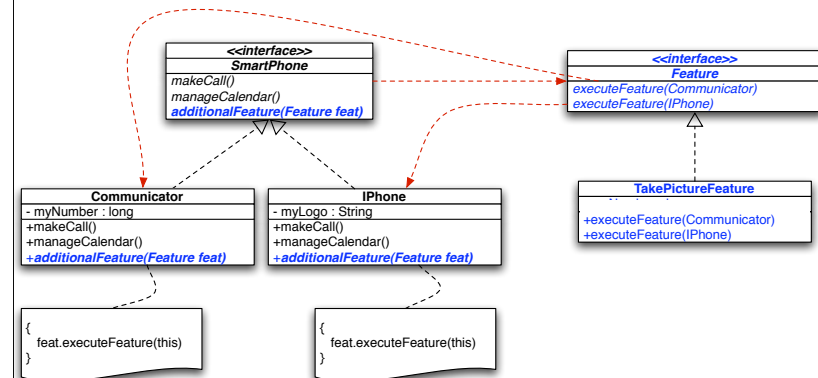 <<interface>>
SmartPhone
makeCall()
manageCalendar()
additionalFeature(Feature feat)
<<interface>>
Feature
executeFeature(Communicator)
executeFeature(IPhone)
Communicator
- myNumber : long
+makeCall()
+manageCalendar()
+additionalFeature(Feature feat)
IPhone
- myLogo : String
+makeCall()
+manageCalendar()
+additionalFeature(Feature feat)
TakePictureFeature
+executeFeature(Communicator)
+executeFeature(IPhone)
{
feat.executeFeature(this)
}
{
feat.executeFeature(this)
}